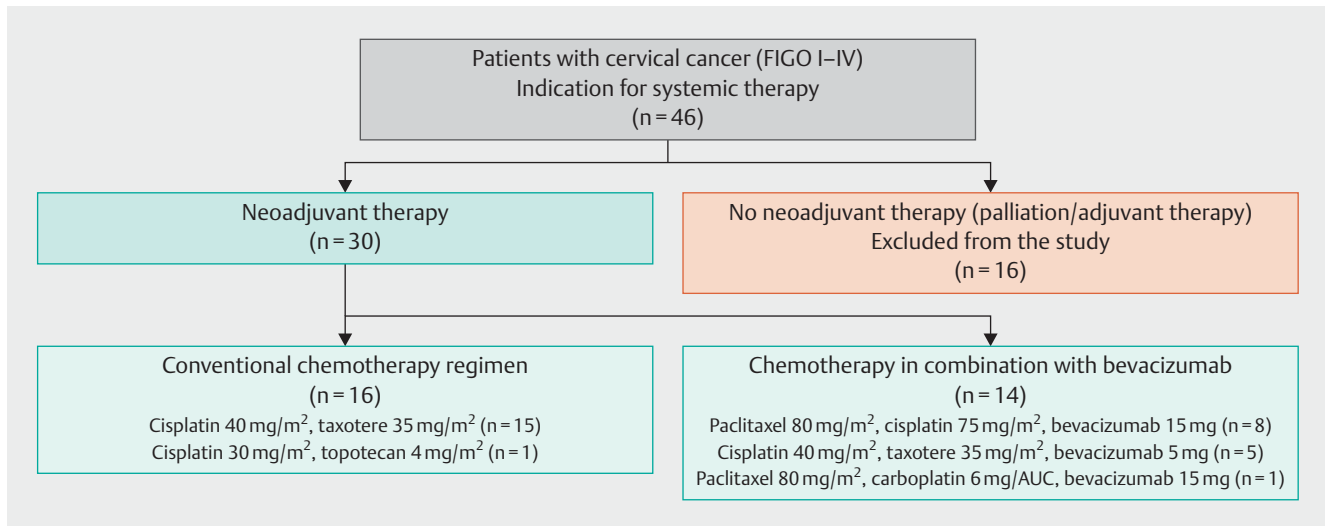 Patients with cervical cancer (FIGO I–IV)
Indication for systemic therapy
(n = 46)
Neoadjuvant therapy
(n = 30)
No neoadjuvant therapy (palliation/adjuvant therapy)
Excluded from the study
(n = 16)
Conventional chemotherapy regimen
(n = 16)
Cisplatin 40 mg/m², taxotere 35 mg/m² (n = 15)
Cisplatin 30 mg/m², topotecan 4 mg/m² (n = 1)
Chemotherapy in combination with bevacizumab
(n = 14)
Paclitaxel 80 mg/m², cisplatin 75 mg/m², bevacizumab 15 mg (n = 8)
Cisplatin 40 mg/m², taxotere 35 mg/m², bevacizumab 5 mg (n = 5)
Paclitaxel 80 mg/m², carboplatin 6 mg/AUC, bevacizumab 15 mg (n = 1)